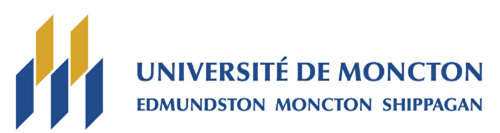 UNIVERSITÉ DE MONCTON
EDMUNDSTON MONCTON SHIPPAGAN